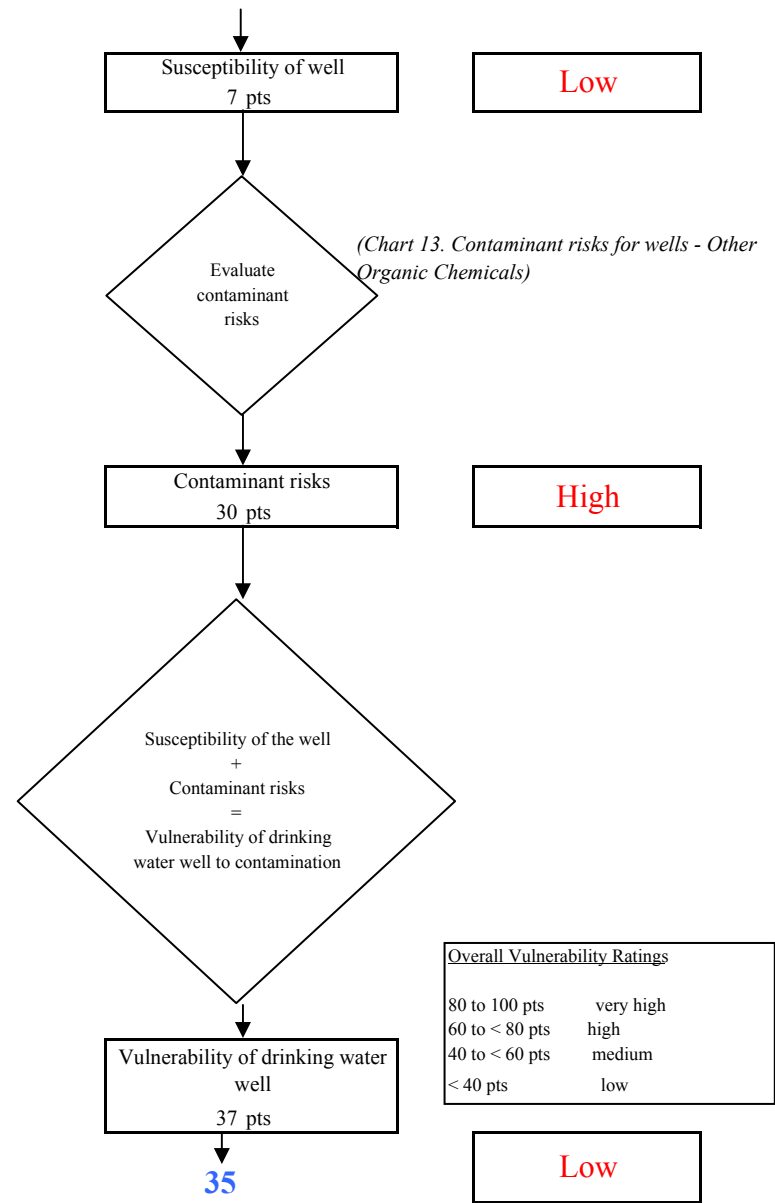 Susceptibility of well
7 pts
Low
Evaluate
contaminant
risks
(Chart 13. Contaminant risks for wells - Other
Organic Chemicals)
Contaminant risks
30 pts
High
Susceptibility of the well
+
Contaminant risks
=
Vulnerability of drinking
water well to contamination
Overall Vulnerability Ratings
80 to 100 pts very high
60 to < 80 pts high
40 to < 60 pts medium
< 40 pts low
Vulnerability of drinking water
well
37 pts
35
Low